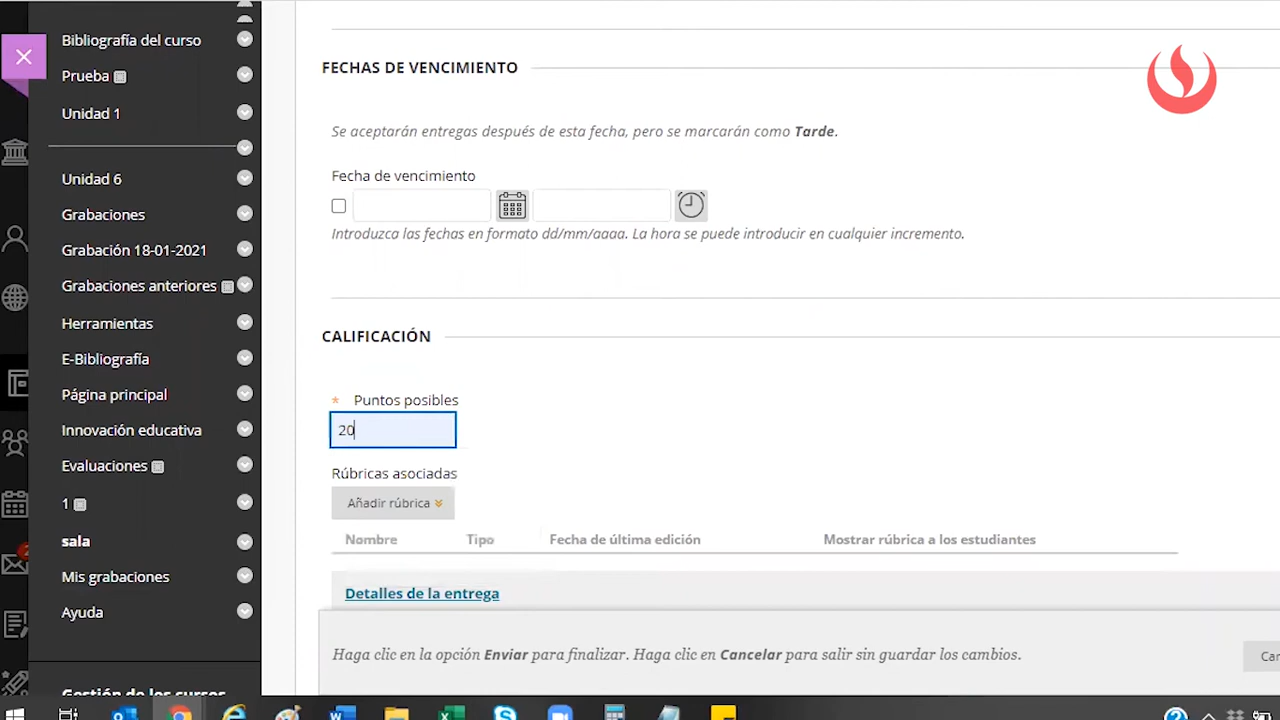 Bibliografía del curso
Prueba
Unidad 1
Unidad 6
Grabaciones
Grabación 18-01-2021
Grabaciones anteriores
Herramientas
E-Bibliografía
Página principal
Innovación educativa
Evaluaciones
1
sala
Mis grabaciones
Ayuda
Gestión de los cursos
FECHAS DE VENCIMIENTO
Se aceptarán entregas después de esta fecha, pero se marcarán como Tarde.
Fecha de vencimiento
Introduzca las fechas en formato dd/mm/aaaa. La hora se puede introducir en cualquier incremento.
CALIFICACIÓN
* Puntos posibles
20
Rúbricas asociadas
Añadir rúbrica
Nombre Tipo Fecha de última edición Mostrar rúbrica a los estudiantes
Detalles de la entrega
Haga clic en la opción Enviar para finalizar. Haga clic en Cancelar para salir sin guardar los cambios.